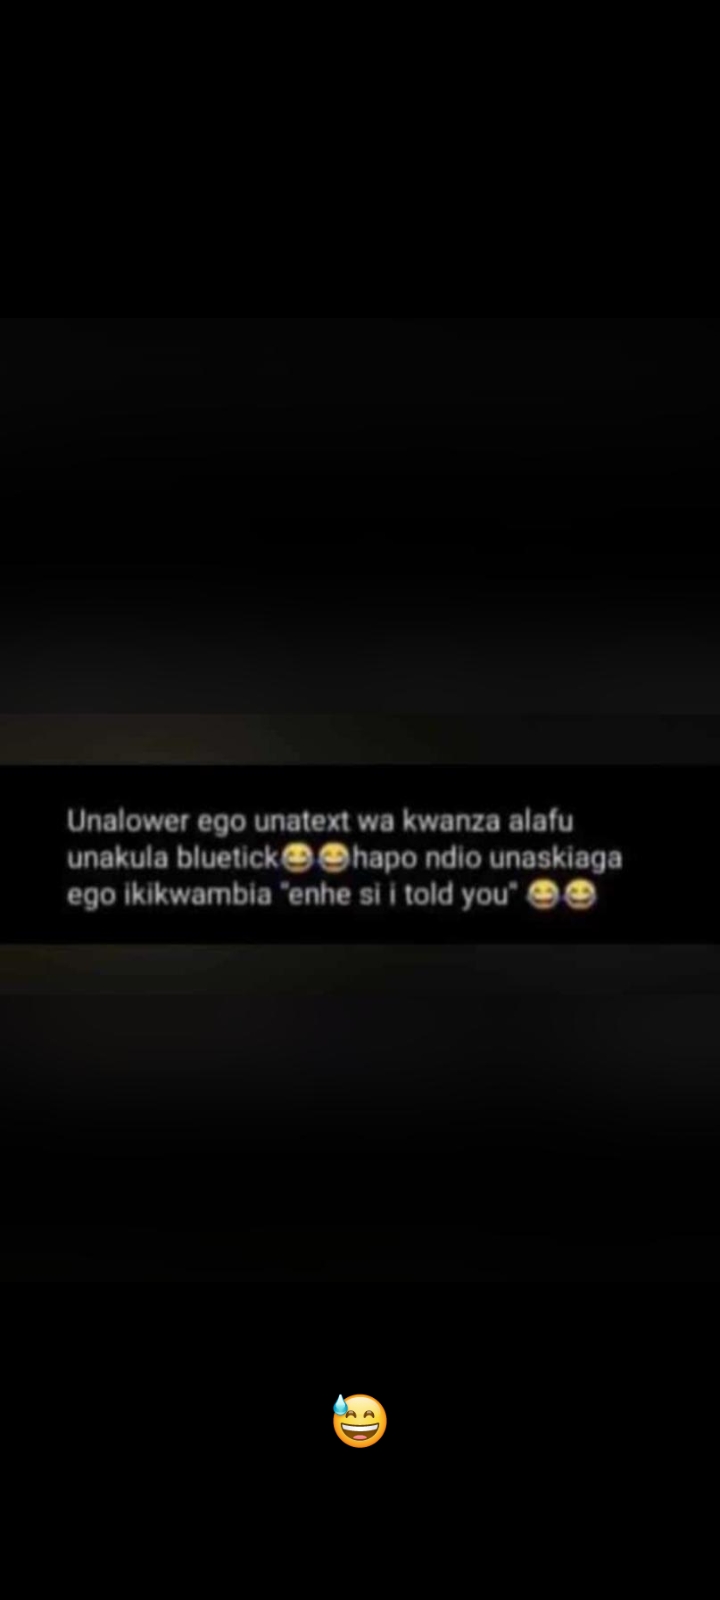 Unalower ego unatext wa kwanza alafu
unakula bluetick😂😂hapo ndio unaskiaga
ego ikikwambia "enhe si i told you" 😂😂
😅